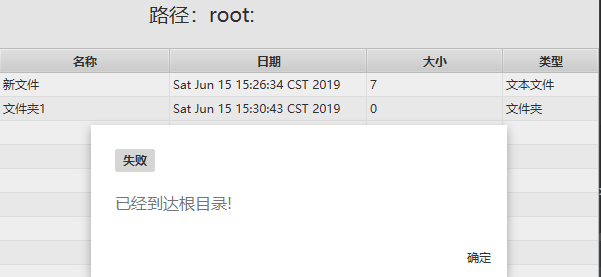 路径：root:
名称 日期 大小 类型
新文件 Sat Jun 15 15:26:34 CST 2019 7 文本文件
文件夹1 Sat Jun 15 15:30:43 CST 2019 0 文件夹
失败
已经到达根目录!
确定